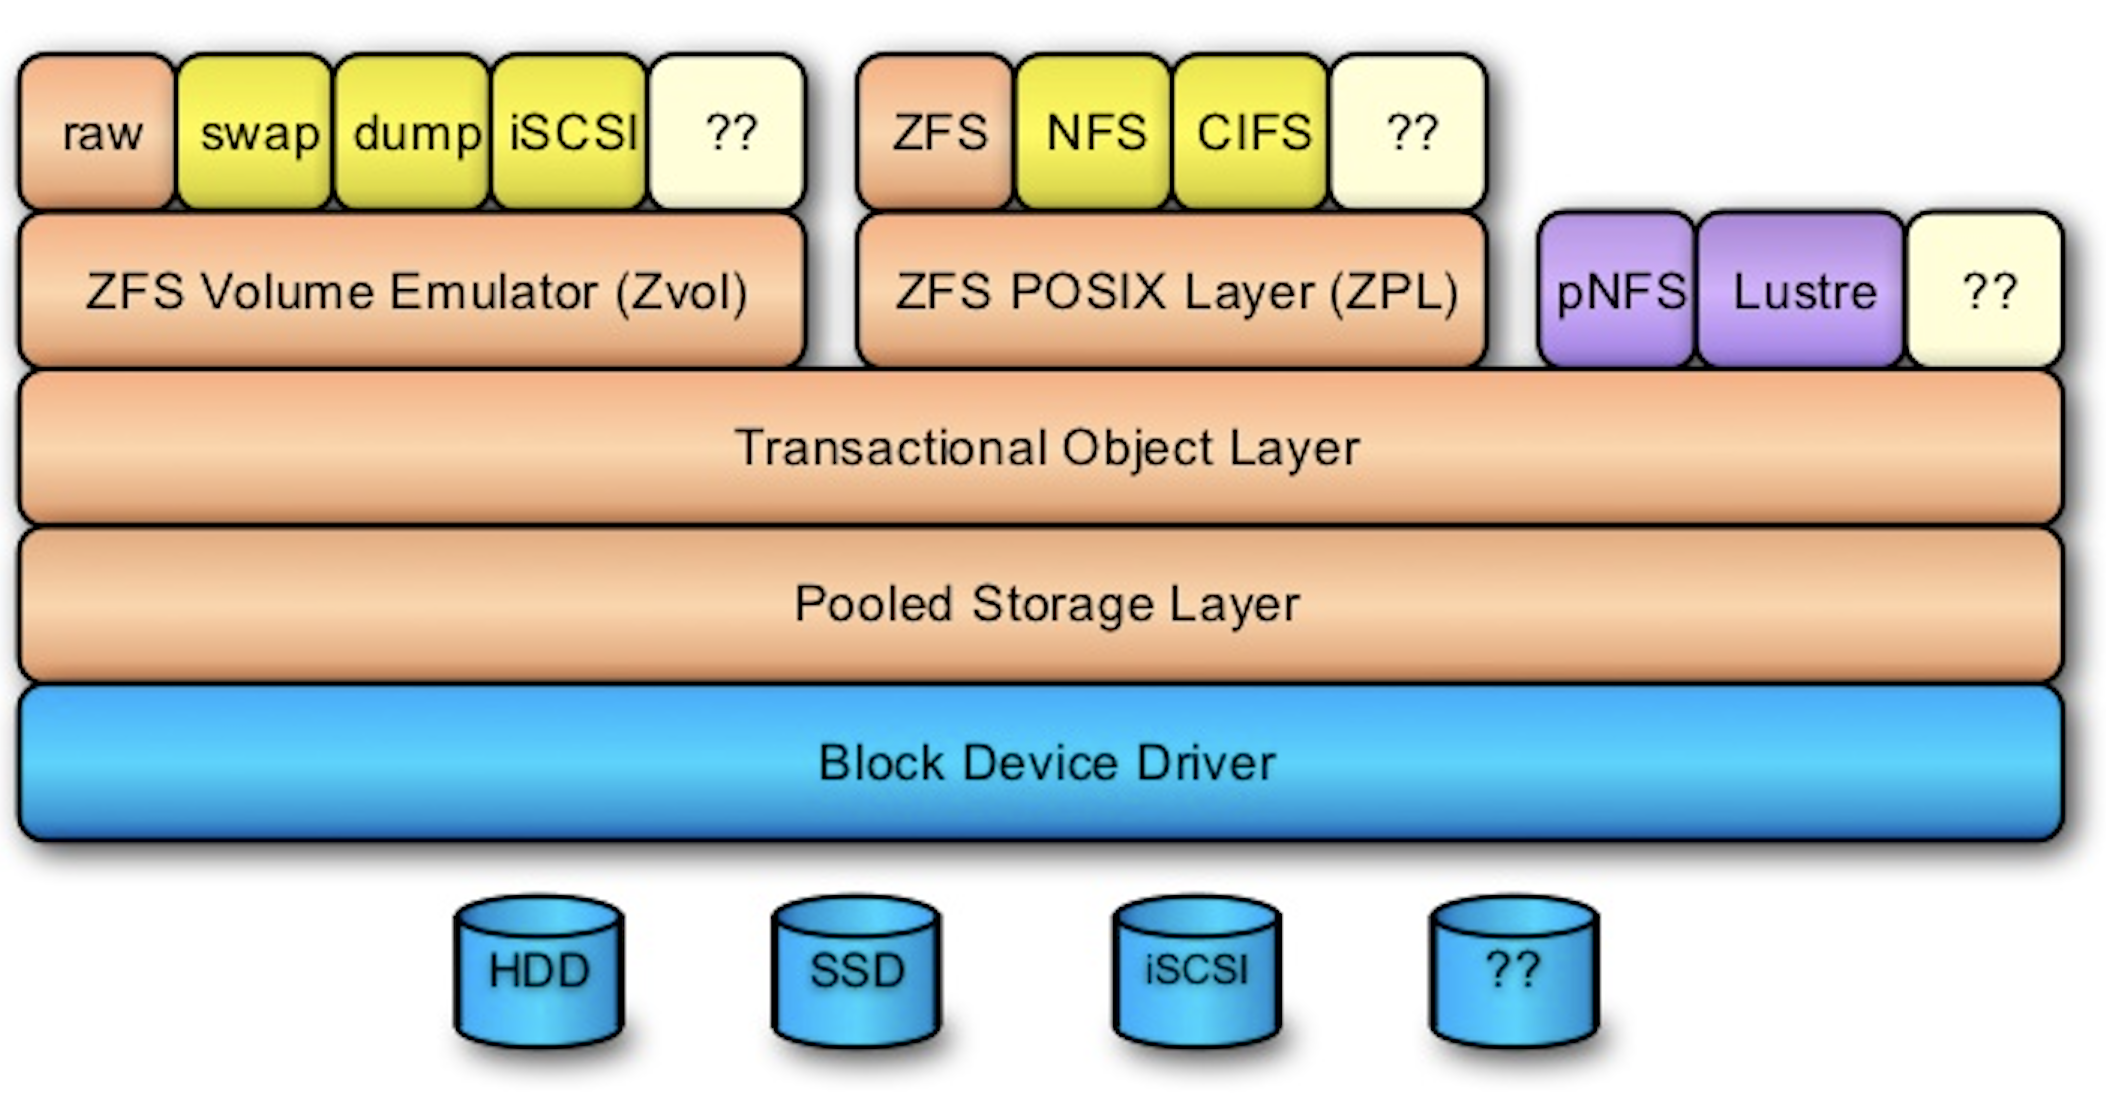 raw swap dump iSCSI ?? ZFS NFS CIFS ??
ZFS Volume Emulator (Zvol) ZFS POSIX Layer (ZPL) pNFS Lustre ??
Transactional Object Layer
Pooled Storage Layer
Block Device Driver
HDD SSD iSCSI ??